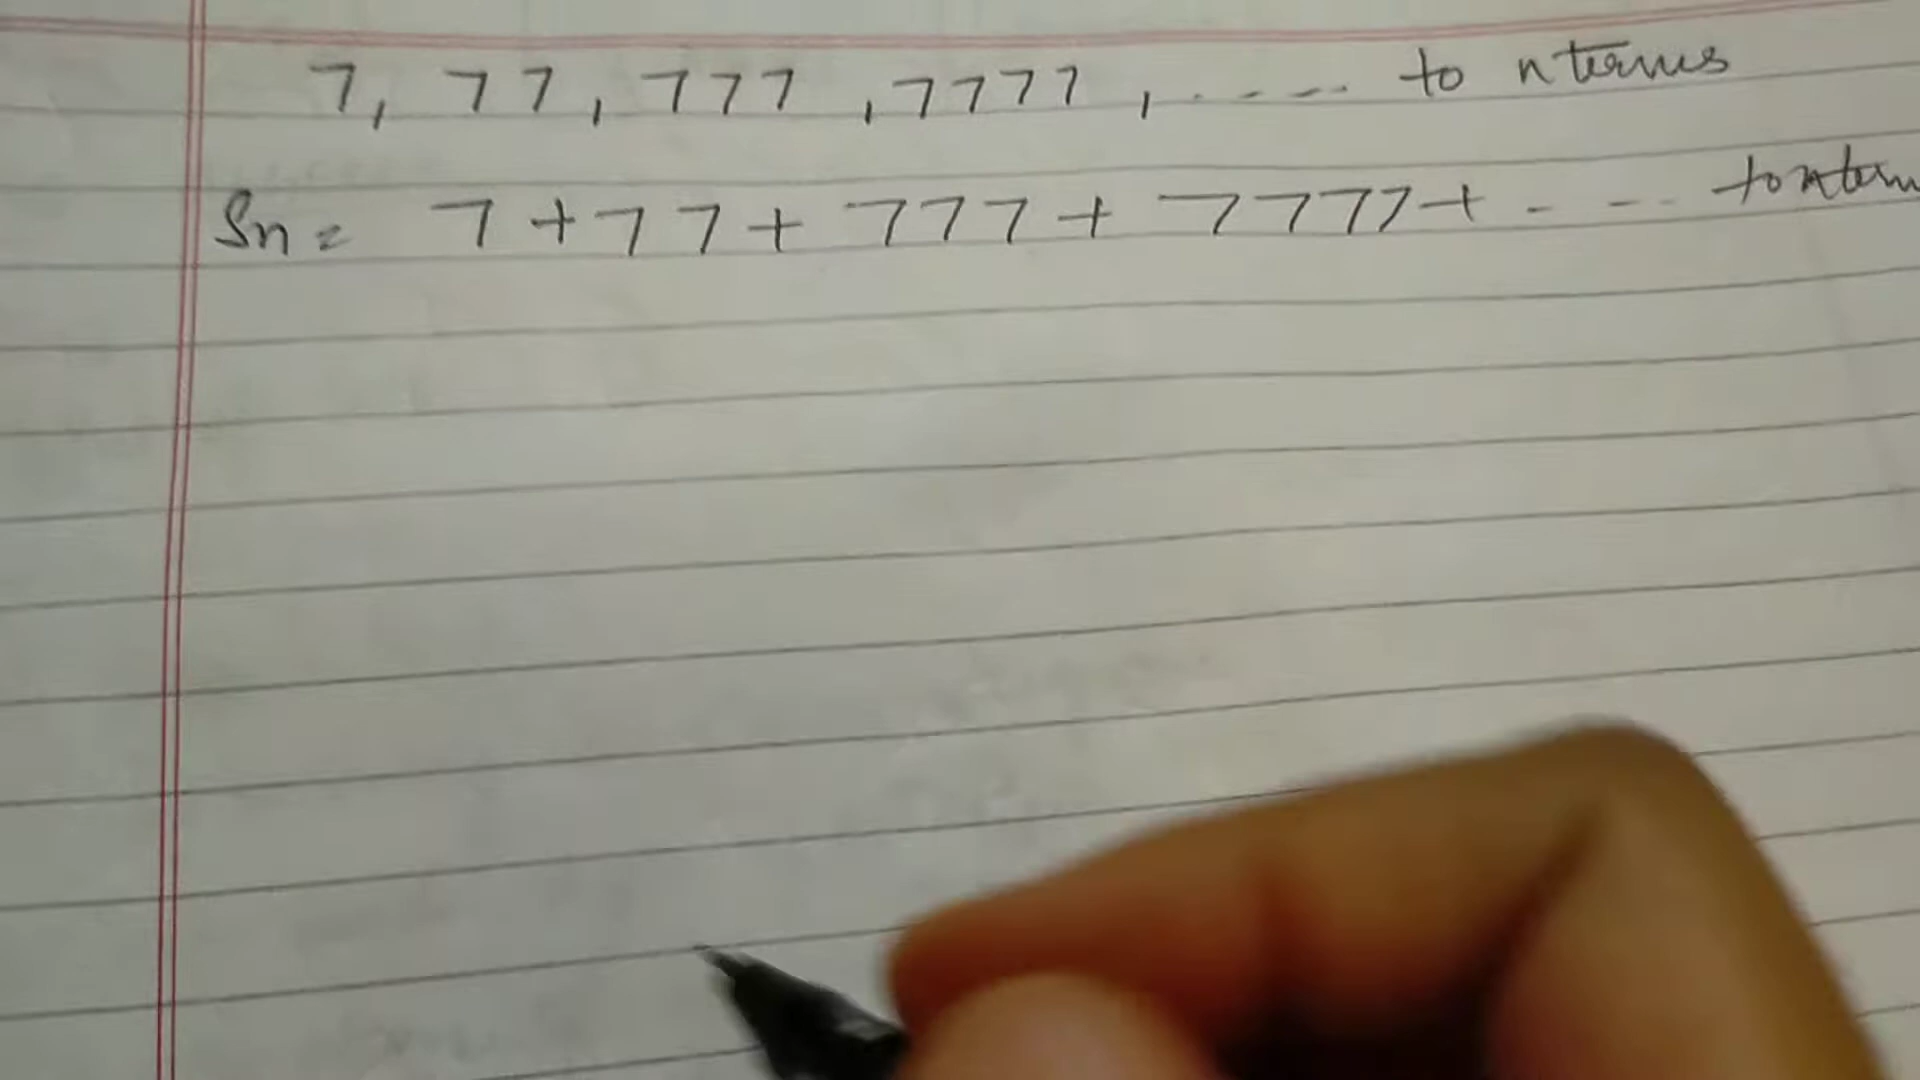 7, 77, 777, 7777, ---- to n terms
Sn = 7 + 77 + 777 + 7777 + - - - - to n term